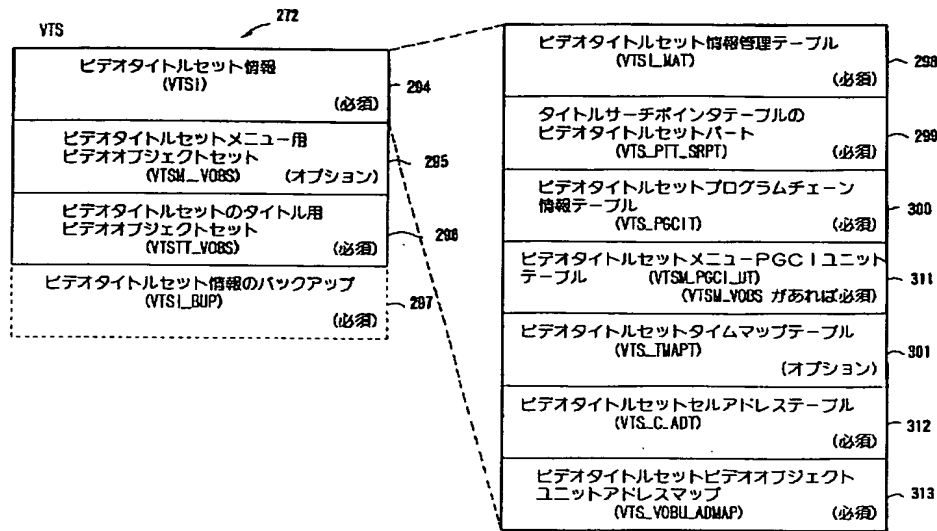 VTS
272
ビデオタイトルセット情報
(VTSI)
(必須)
294
ビデオタイトルセットメニュー用
ビデオオブジェクトセット
(VTSM_VOBS) (オプション)
295
ビデオタイトルセットのタイトル用
ビデオオブジェクトセット
(VTSTT_VOBS) (必須)
296
ビデオタイトルセット情報のバックアップ
(VTSI_BUP)
(必須)
297
ビデオタイトルセット情報管理テーブル
(VTSI_MAT)
(必須)
298
タイトルサーチポインタテーブルの
ビデオタイトルセットパート
(VTS_PTT_SRPT) (必須)
299
ビデオタイトルセットプログラムチェーン
情報テーブル
(VTS_PGCIT) (必須)
300
ビデオタイトルセットメニューPGCIユニット
テーブル (VTSM_PGCI_UT)
(VTSM_VOBS があれば必須)
311
ビデオタイトルセットタイムマップテーブル
(VTS_TMAPT)
(オプション)
301
ビデオタイトルセットセルアドレステーブル
(VTS_C_ADT)
(必須)
312
ビデオタイトルセットビデオオブジェクト
ユニットアドレスマップ
(VTS_VOBU_ADMAP) (必須)
313